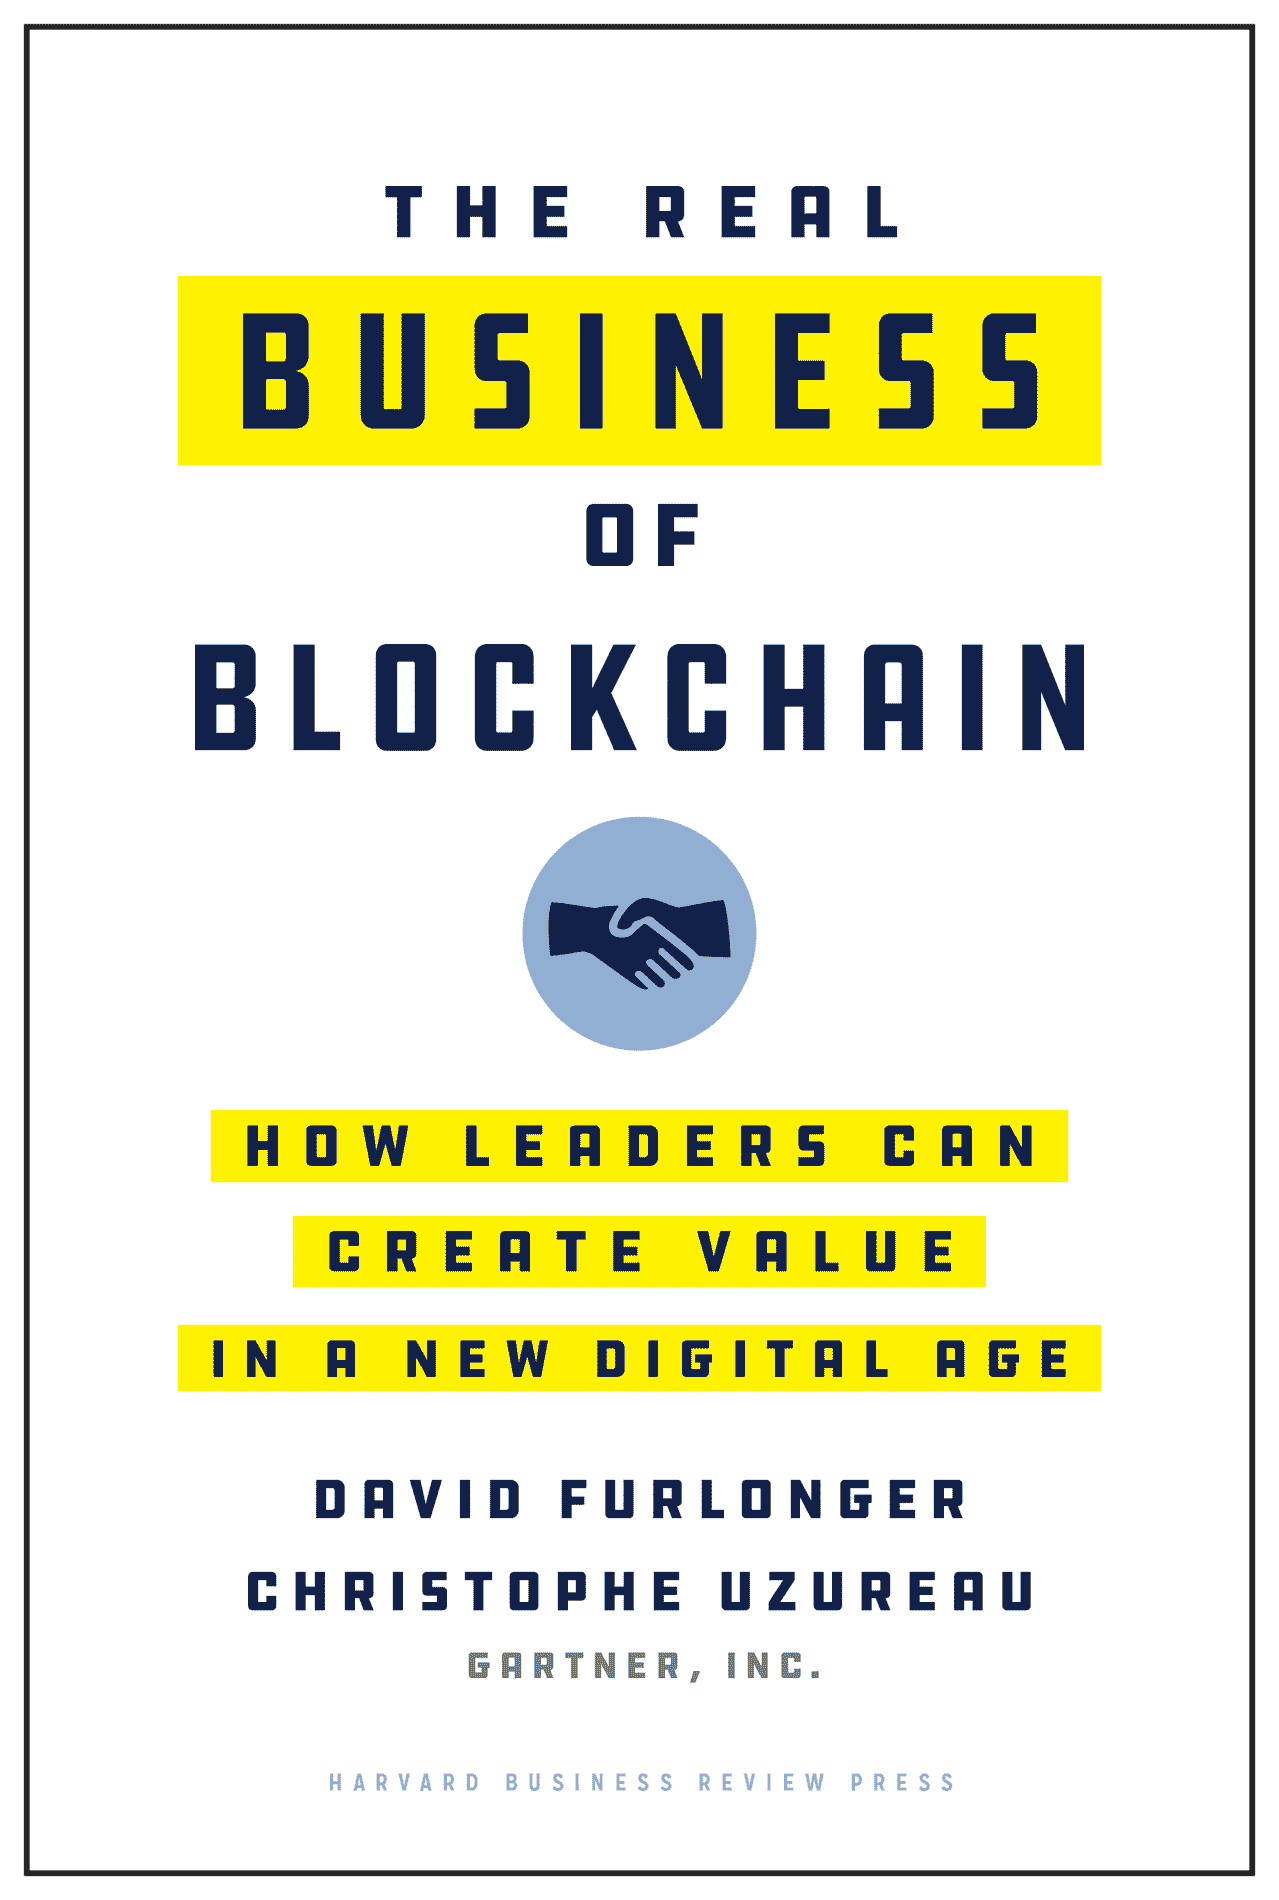 THE REAL
BUSINESS
OF
BLOCKCHAIN
HOW LEADERS CAN
CREATE VALUE
IN A NEW DIGITAL AGE
DAVID FURLONGER
CHRISTOPHE UZUREAU
GARTNER, INC.
HARVARD BUSINESS REVIEW PRESS